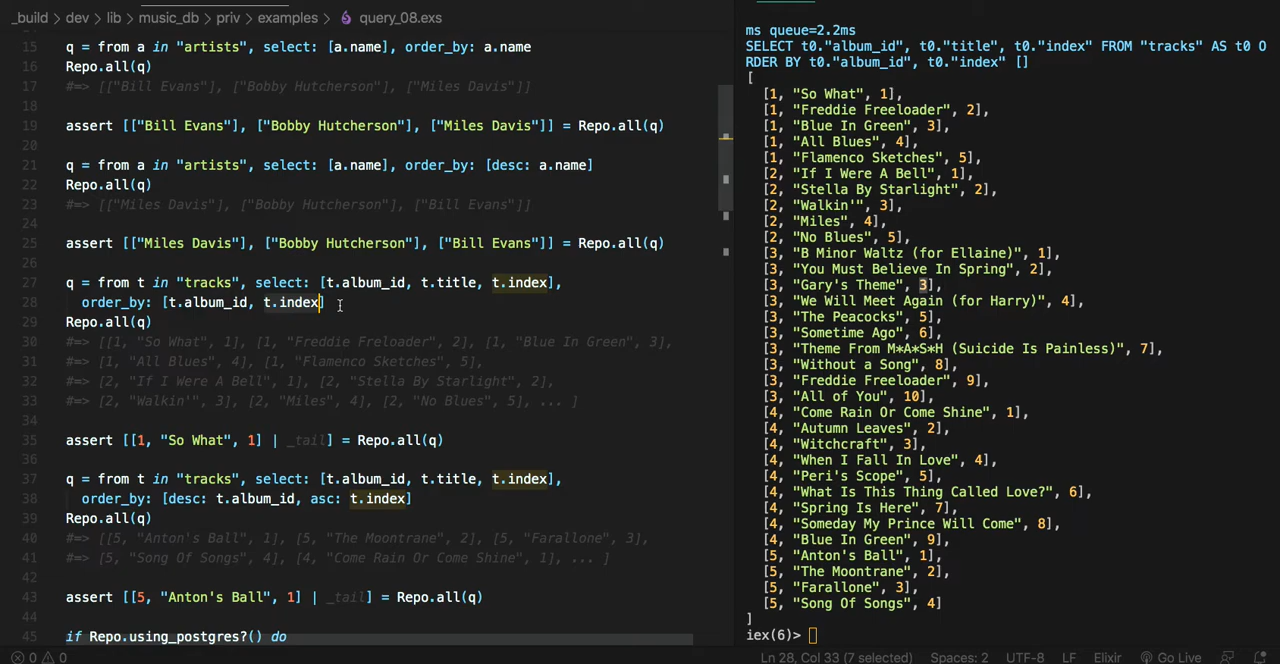 _build > dev > lib > music_db > priv > examples > query_08.exs
15 q = from a in "artists", select: [a.name], order_by: a.name
16 Repo.all(q)
17 #=> [["Bill Evans"], ["Bobby Hutcherson"], ["Miles Davis"]]
18
19 assert [["Bill Evans"], ["Bobby Hutcherson"], ["Miles Davis"]] = Repo.all(q)
20
21 q = from a in "artists", select: [a.name], order_by: [desc: a.name]
22 Repo.all(q)
23 #=> [["Miles Davis"], ["Bobby Hutcherson"], ["Bill Evans"]]
24
25 assert [["Miles Davis"], ["Bobby Hutcherson"], ["Bill Evans"]] = Repo.all(q)
26
27 q = from t in "tracks", select: [t.album_id, t.title, t.index],
28 order_by: [t.album_id, t.index]
29 Repo.all(q)
30 #=> [[1, "So What", 1], [1, "Freddie Freloader", 2], [1, "Blue In Green", 3],
31 #=> [1, "All Blues", 4], [1, "Flamenco Sketches", 5],
32 #=> [2, "If I Were A Bell", 1], [2, "Stella By Starlight", 2],
33 #=> [2, "Walkin'", 3], [2, "Miles", 4], [2, "No Blues", 5], ... ]
34
35 assert [[1, "So What", 1] | _tail] = Repo.all(q)
36
37 q = from t in "tracks", select: [t.album_id, t.title, t.index],
38 order_by: [desc: t.album_id, asc: t.index]
39 Repo.all(q)
40 #=> [[5, "Anton's Ball", 1], [5, "The Moontrane", 2], [5, "Farallone", 3],
41 #=> [5, "Song Of Songs", 4], [4, "Come Rain Or Come Shine", 1], ... ]
42
43 assert [[5, "Anton's Ball", 1] | _tail] = Repo.all(q)
44
45 if Repo.using_postgres?() do
ms queue=2.2ms
SELECT t0."album_id", t0."title", t0."index" FROM "tracks" AS t0 O
RDER BY t0."album_id", t0."index" []
[
[1, "So What", 1],
[1, "Freddie Freeloader", 2],
[1, "Blue In Green", 3],
[1, "All Blues", 4],
[1, "Flamenco Sketches", 5],
[2, "If I Were A Bell", 1],
[2, "Stella By Starlight", 2],
[2, "Walkin'", 3],
[2, "Miles", 4],
[2, "No Blues", 5],
[3, "B Minor Waltz (for Ellaine)", 1],
[3, "You Must Believe In Spring", 2],
[3, "Gary's Theme", 3],
[3, "We Will Meet Again (for Harry)", 4],
[3, "The Peacocks", 5],
[3, "Sometime Ago", 6],
[3, "Theme From M*A*S*H (Suicide Is Painless)", 7],
[3, "Without a Song", 8],
[3, "Freddie Freeloader", 9],
[3, "All of You", 10],
[4, "Come Rain Or Come Shine", 1],
[4, "Autumn Leaves", 2],
[4, "Witchcraft", 3],
[4, "When I Fall In Love", 4],
[4, "Peri's Scope", 5],
[4, "What Is This Thing Called Love?", 6],
[4, "Spring Is Here", 7],
[4, "Someday My Prince Will Come", 8],
[4, "Blue In Green", 9],
[5, "Anton's Ball", 1],
[5, "The Moontrane", 2],
[5, "Farallone", 3],
[5, "Song Of Songs", 4]
]
iex(6)>
0 0 Ln 28, Col 33 (7 selected) Spaces: 2 UTF-8 LF Elixir Go Live